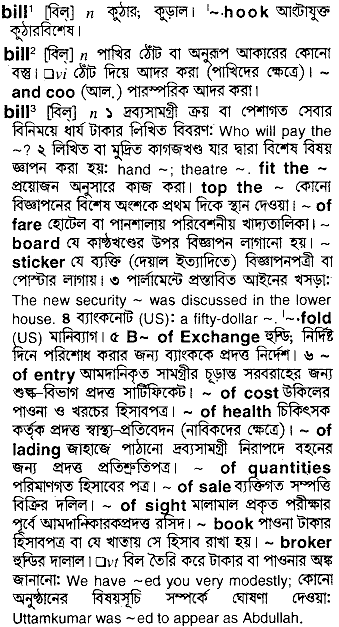 bill¹ [বিল্] n কুঠার; কুড়াল। ˈ~·hook আংটাযুক্ত
কুঠারবিশেষ।
bill² [বিল্] n পাখির ঠোঁট বা অনুরূপ আকারের কোনো
বস্তু। □vi ঠোঁট দিয়ে আদর করা (পাখিদের ক্ষেত্রে)। ~
and coo (আল.) পারস্পরিক আদর করা।
bill³ [বিল্] n ১ দ্রব্যসামগ্রী ক্রয় বা পেশাগত সেবার
বিনিময়ে ধার্য টাকার লিখিত বিবরণ: Who will pay the
~? ২ লিখিত বা মুদ্রিত কাগজখণ্ড যার দ্বারা বিশেষ বিষয়
জ্ঞাপন করা হয়: hand ~; theatre ~. fit the ~
প্রয়োজন অনুসারে কাজ করা। top the ~ কোনো
বিজ্ঞাপনের বিশেষ অংশকে প্রথম দিকে স্থান দেওয়া। ~ of
fare হোটেল বা পানশালায় পরিবেশনীয় খাদ্যতালিকা। ~
board যে কাষ্ঠখণ্ডের উপর বিজ্ঞাপন লাগানো হয়। ~
sticker যে ব্যক্তি (দেয়াল ইত্যাদিতে) বিজ্ঞাপনপত্রী বা
পোস্টার লাগায়। ৩ পার্লামেন্টে প্রস্তাবিত আইনের খসড়া:
The new security ~ was discussed in the lower
house. ৪ ব্যাংকনোট (US): a fifty-dollar ~. ˈ~·fold
(US) মানিব্যাগ। ৫ B~ of Exchange হুন্ডি; নির্দিষ্ট
দিনে পরিশোধ করার জন্য ব্যাংককে প্রদত্ত নির্দেশ। ৬ ~
of entry আমদানিকৃত সামগ্রীর চূড়ান্ত সরবরাহের জন্য
শুল্ক-বিভাগ প্রদত্ত সার্টিফিকেট। ~ of cost উকিলের
পাওনা ও খরচের হিসাবপত্র। ~ of health চিকিৎসক
কর্তৃক প্রদত্ত স্বাস্থ্য-প্রতিবেদন (নাবিকদের ক্ষেত্রে)। ~ of
lading জাহাজে পাঠানো দ্রব্যসামগ্রী নিরাপদে বহনের
জন্য প্রদত্ত প্রতিশ্রুতিপত্র। ~ of quantities
পরিমাণগত হিসাবের পত্র। ~ of sale ব্যক্তিগত সম্পত্তি
বিক্রির দলিল। ~ of sight মালামাল প্রকৃত পরীক্ষার
পূর্বে আমদানিকারকপ্রদত্ত রসিদ। ~ book পাওনা টাকার
হিসাবপত্র বা যে খাতায় সে হিসাব রাখা হয়। ~ broker
হুন্ডির দালাল। □vt বিল তৈরি করে টাকার বা পাওনার অঙ্ক
জানানো: We have ~ed you very modestly; কোনো
অনুষ্ঠানের বিষয়সূচি সম্পর্কে ঘোষণা দেওয়া:
Uttamkumar was ~ed to appear as Abdullah.